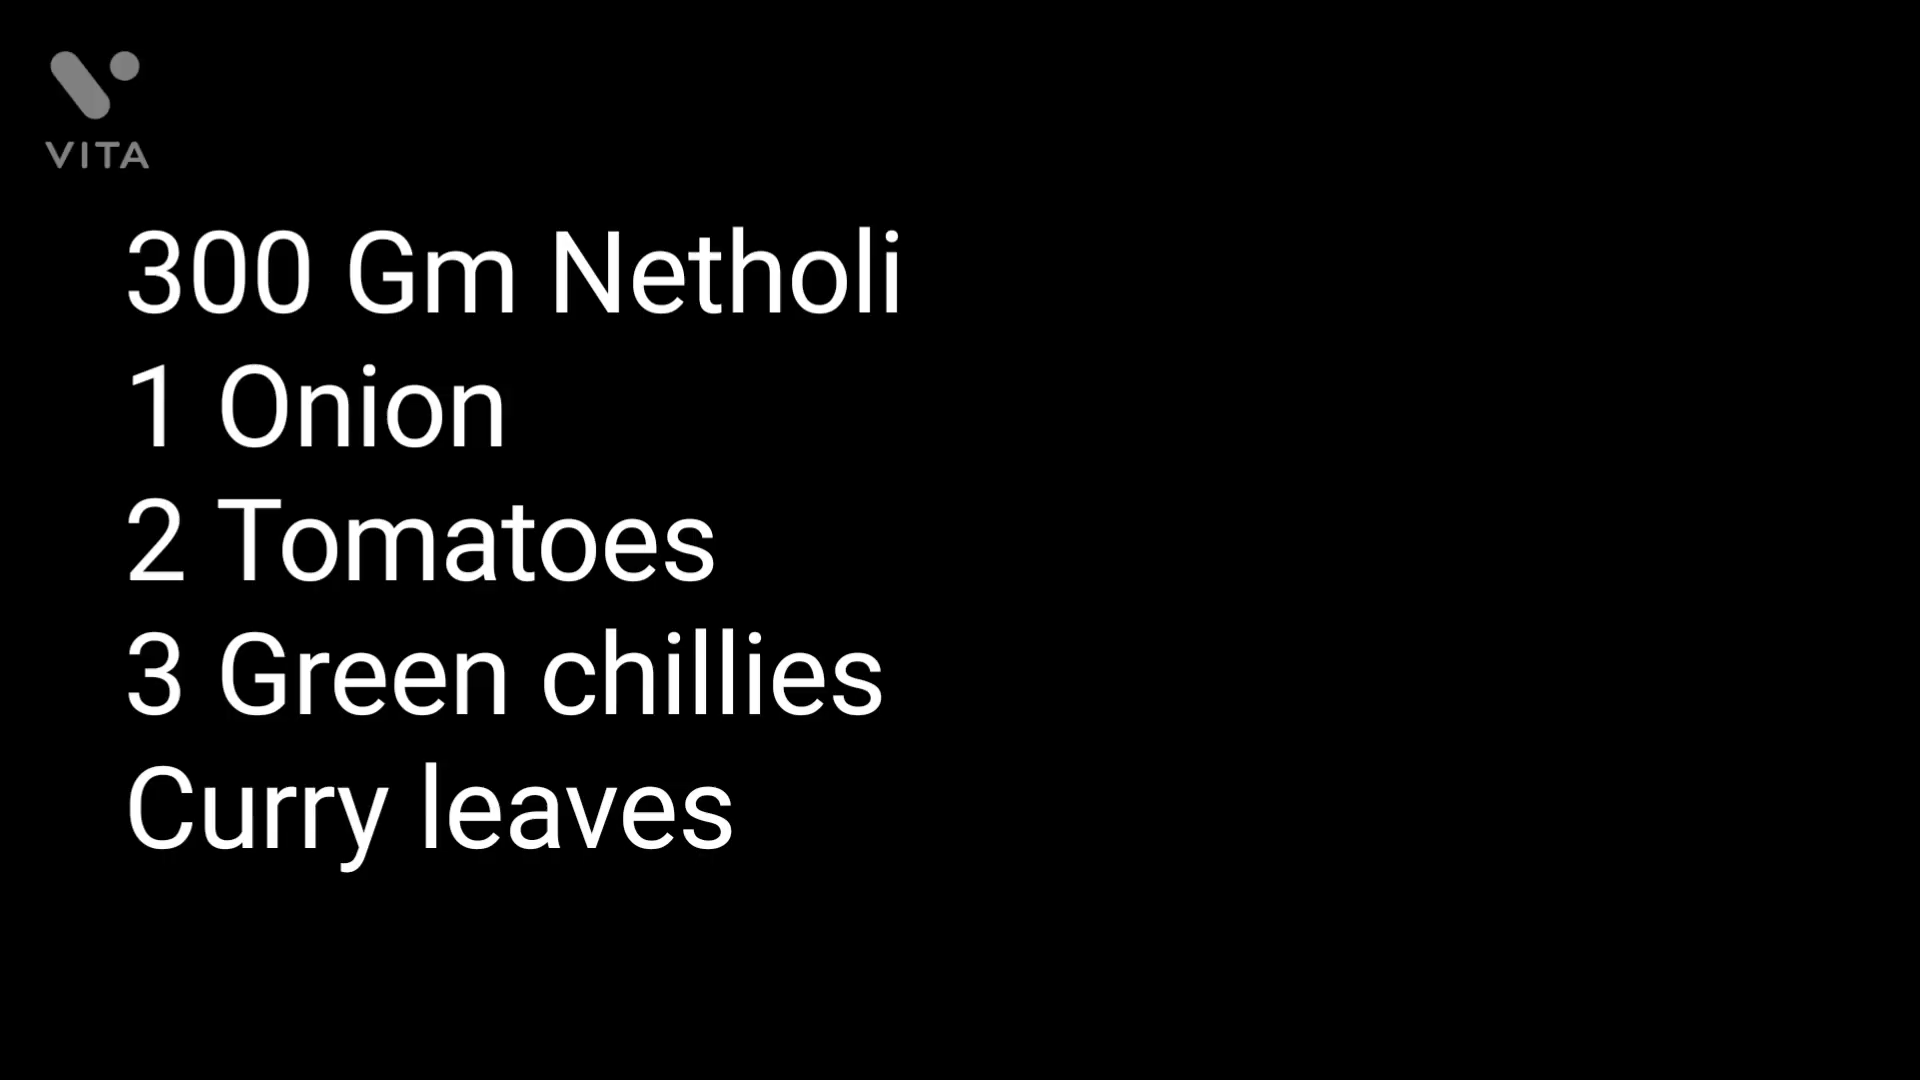 VITA
300 Gm Netholi
1 Onion
2 Tomatoes
3 Green chillies
Curry leaves